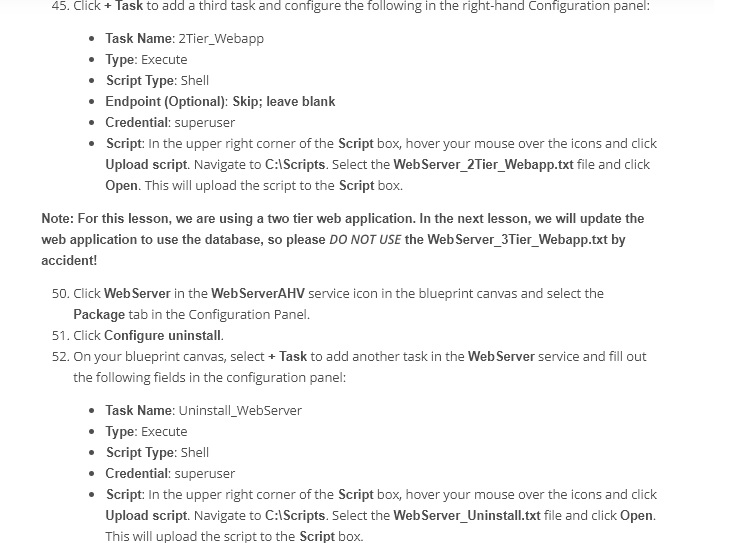 45. Click + Task to add a third task and configure the following in the right-hand Configuration panel:
• Task Name: 2Tier_Webapp
• Type: Execute
• Script Type: Shell
• Endpoint (Optional): Skip; leave blank
• Credential: superuser
• Script: In the upper right corner of the Script box, hover your mouse over the icons and click
Upload script. Navigate to C:\Scripts. Select the WebServer_2Tier_Webapp.txt file and click
Open. This will upload the script to the Script box.
Note: For this lesson, we are using a two tier web application. In the next lesson, we will update the
web application to use the database, so please DO NOT USE the WebServer_3Tier_Webapp.txt by
accident!
50. Click WebServer in the WebServerAHV service icon in the blueprint canvas and select the
Package tab in the Configuration Panel.
51. Click Configure uninstall.
52. On your blueprint canvas, select + Task to add another task in the WebServer service and fill out
the following fields in the configuration panel:
• Task Name: Uninstall_WebServer
• Type: Execute
• Script Type: Shell
• Credential: superuser
• Script: In the upper right corner of the Script box, hover your mouse over the icons and click
Upload script. Navigate to C:\Scripts. Select the WebServer_Uninstall.txt file and click Open.
This will upload the script to the Script box.